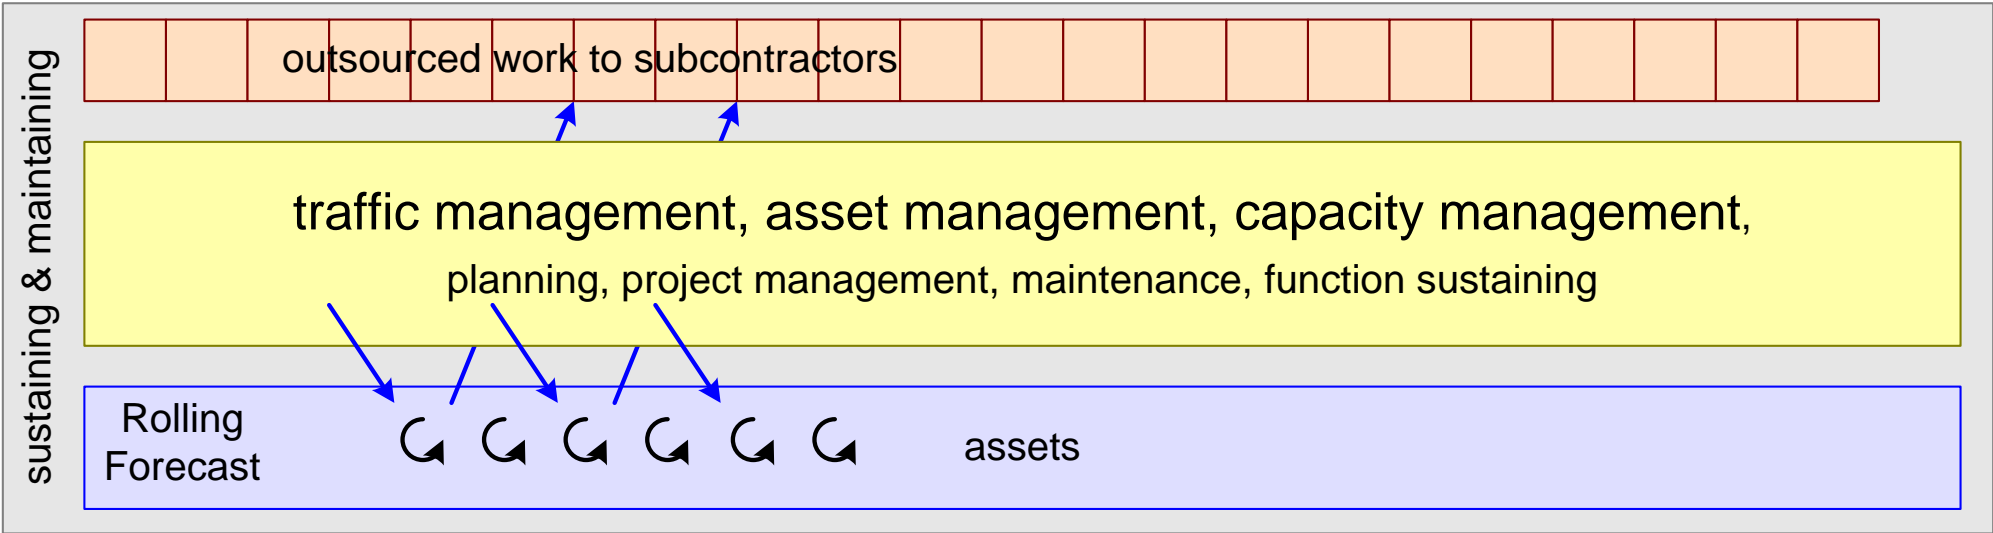 sustaining & maintaining
outsourced work to subcontractors
traffic management, asset management, capacity management,
planning, project management, maintenance, function sustaining
Rolling
Forecast
assets